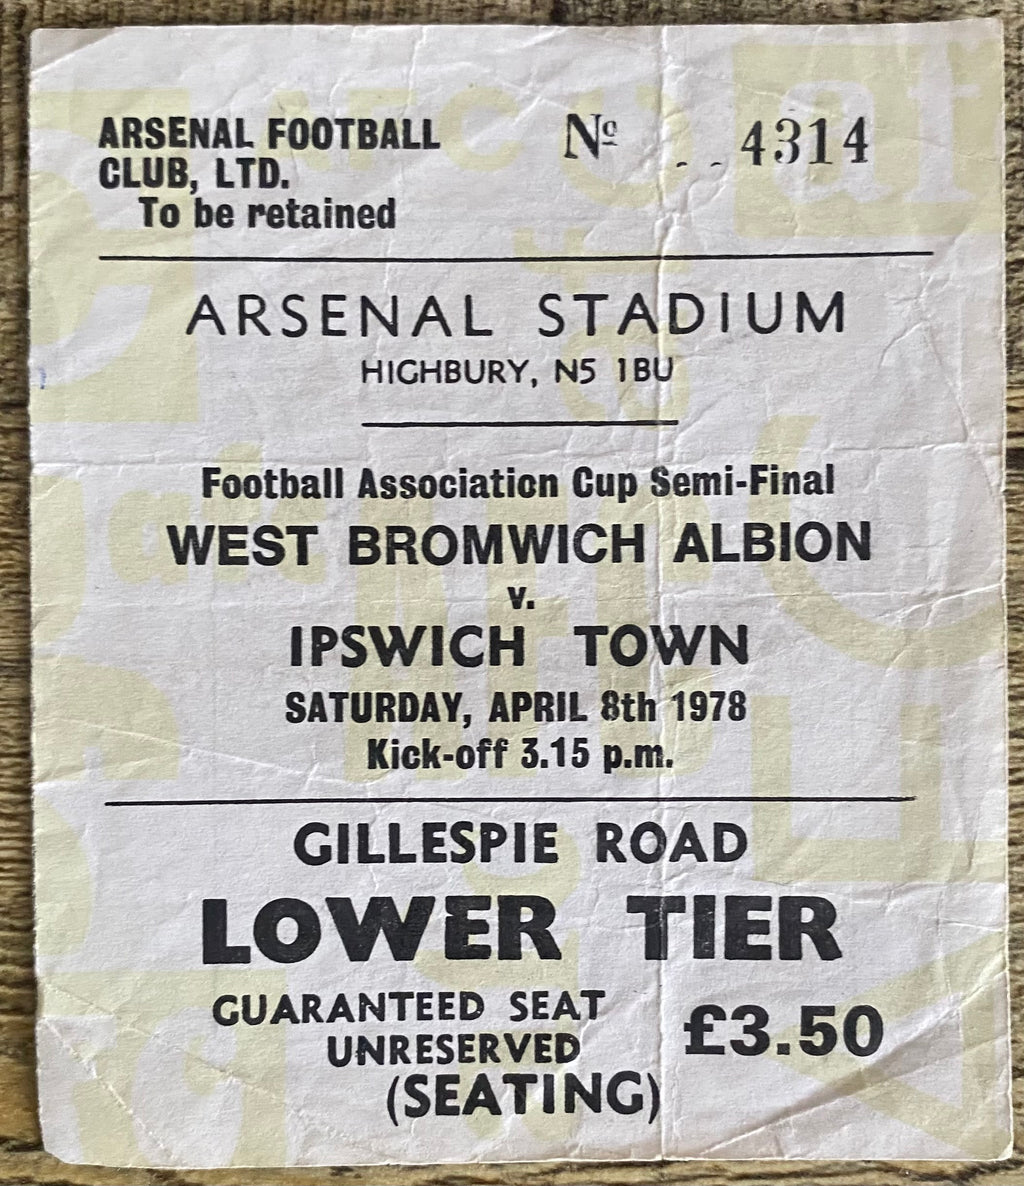 ARSENAL FOOTBALL
CLUB, LTD.
To be retained
Nº 4314
ARSENAL STADIUM
HIGHBURY, N5 1BU
Football Association Cup Semi-Final
WEST BROMWICH ALBION
v.
IPSWICH TOWN
SATURDAY, APRIL 8th 1978
Kick-off 3.15 p.m.
GILLESPIE ROAD
LOWER TIER
GUARANTEED SEAT
UNRESERVED
(SEATING)
£3.50